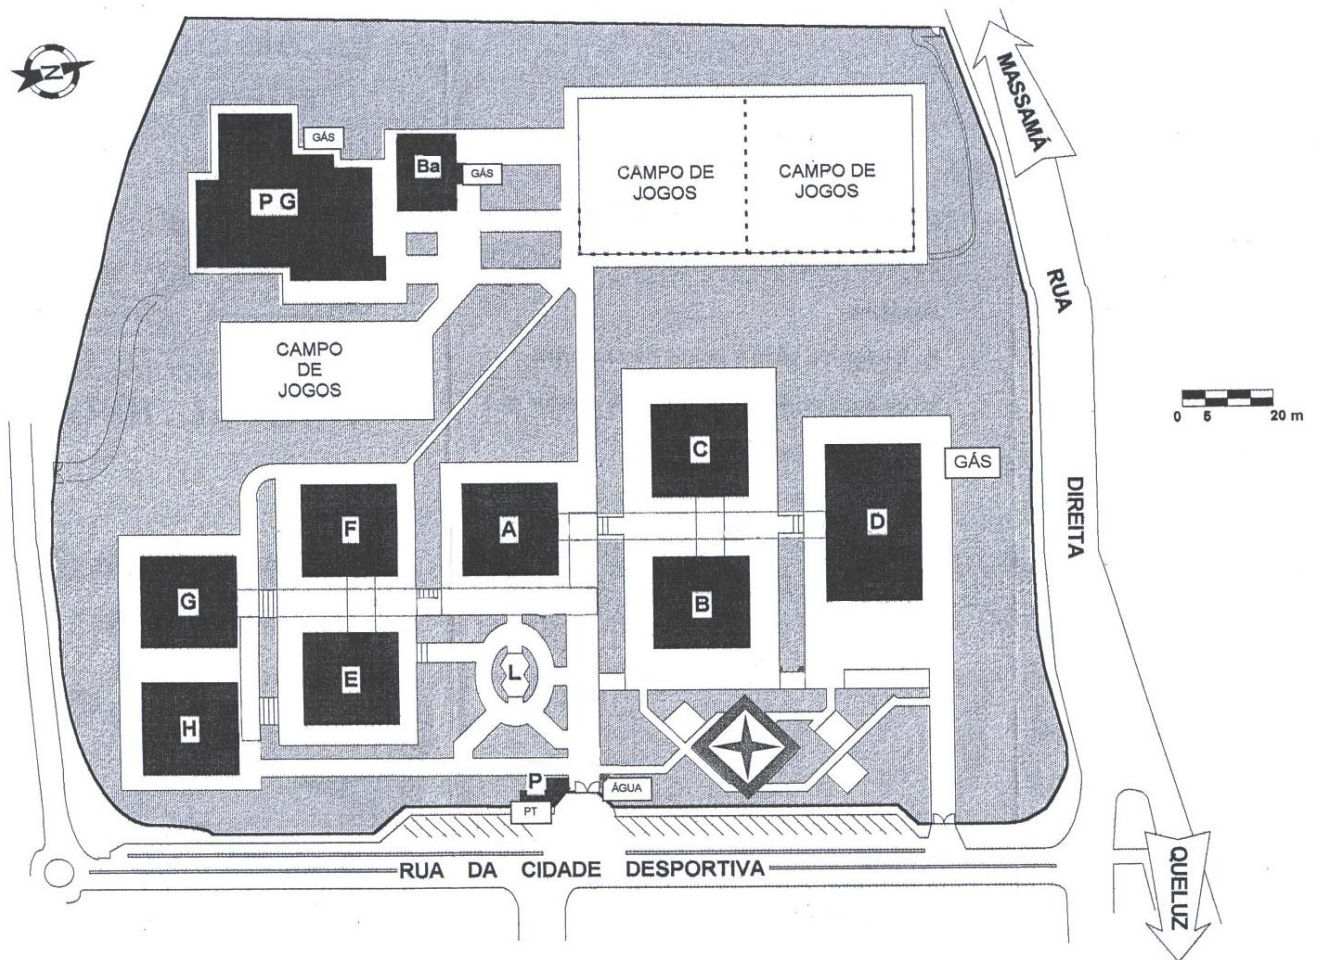 N
MASSAMÁ
GÁS
Ba
GÁS
P G
CAMPO DE
JOGOS
CAMPO DE
JOGOS
RUA
CAMPO
DE
JOGOS
0 5 20 m
C
GÁS
DIREITA
F
A
D
G
B
L
E
H
P
ÁGUA
PT
RUA DA CIDADE DESPORTIVA
QUELUZ